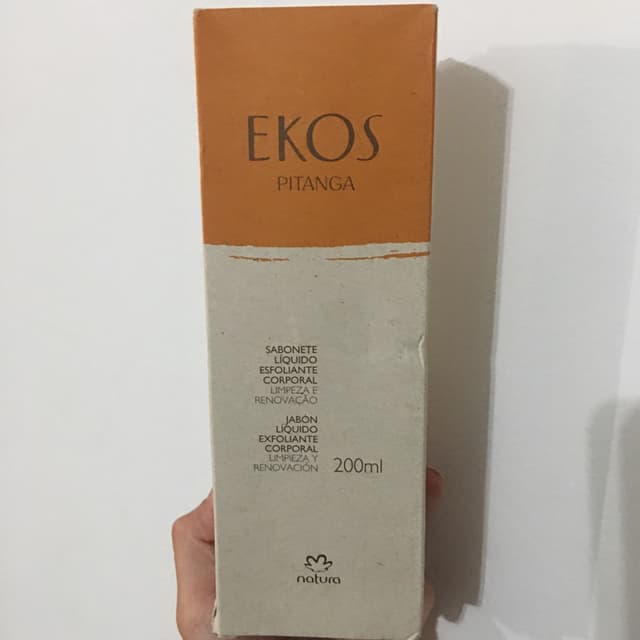 EKOS
PITANGA
SABONETE
LÍQUIDO
ESFOLIANTE
CORPORAL
LIMPEZA E
RENOVAÇÃO
JABÓN
LÍQUIDO
EXFOLIANTE
CORPORAL
LIMPIEZA Y
RENOVACIÓN
200ml
natura